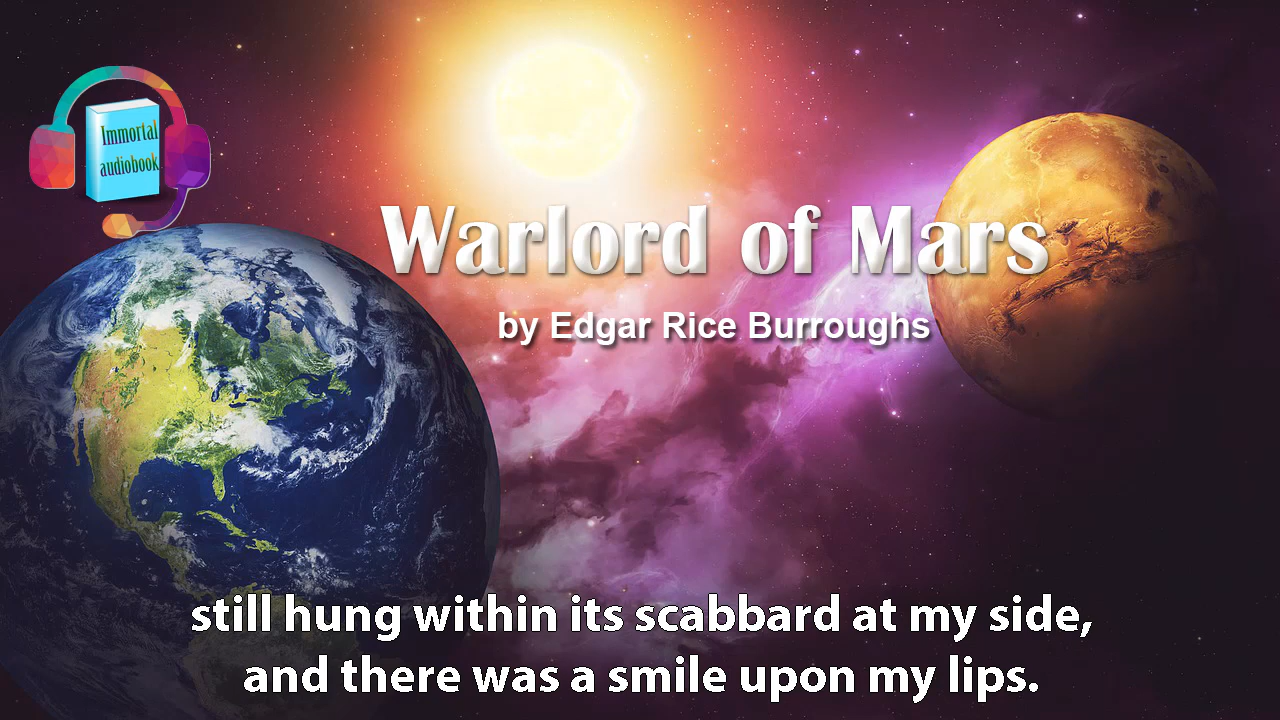 Immortal
audiobook
Warlord of Mars
by Edgar Rice Burroughs
still hung within its scabbard at my side,
and there was a smile upon my lips.